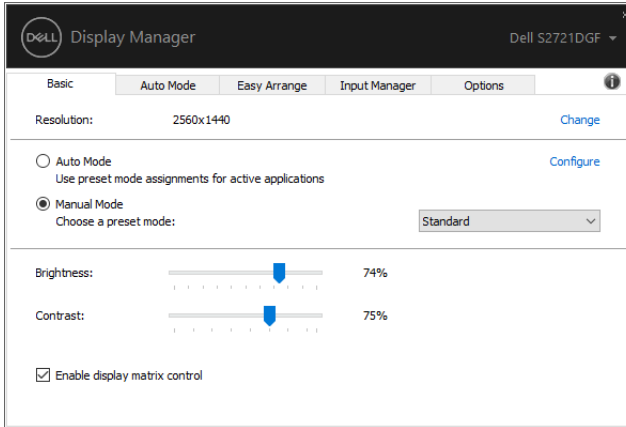 DELL Display Manager Dell S2721DGF
Basic Auto Mode Easy Arrange Input Manager Options
Resolution: 2560x1440 Change
Auto Mode Configure
Use preset mode assignments for active applications
Manual Mode
Choose a preset mode: Standard
Brightness: 74%
Contrast: 75%
Enable display matrix control